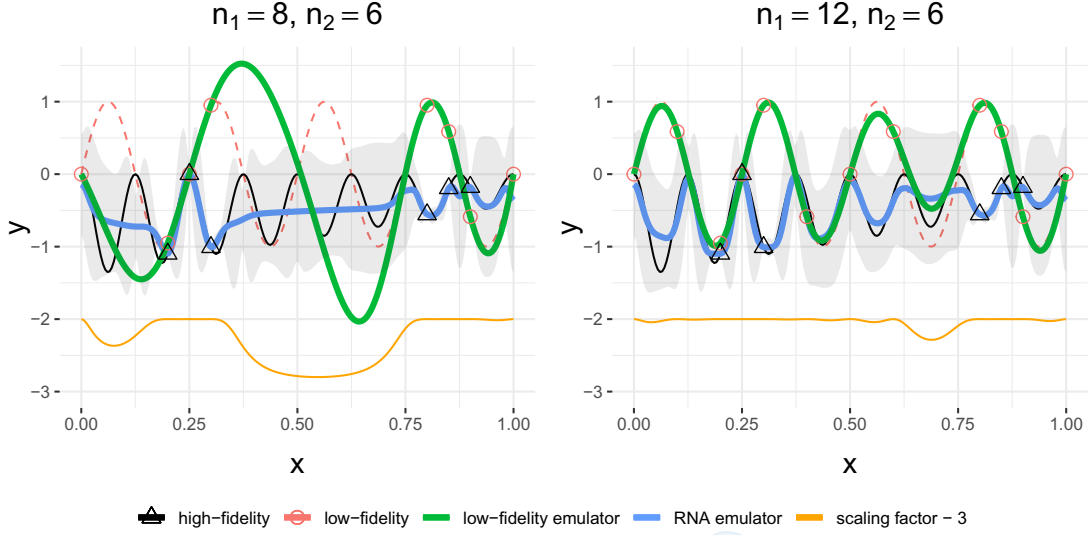 n₁ = 8, n₂ = 6
n₁ = 12, n₂ = 6
y
1
0
−1
−2
−3
0.00
0.25
0.50
0.75
1.00
x
y
1
0
−1
−2
−3
0.00
0.25
0.50
0.75
1.00
x
high−fidelity
low−fidelity
low−fidelity emulator
RNA emulator
scaling factor − 3